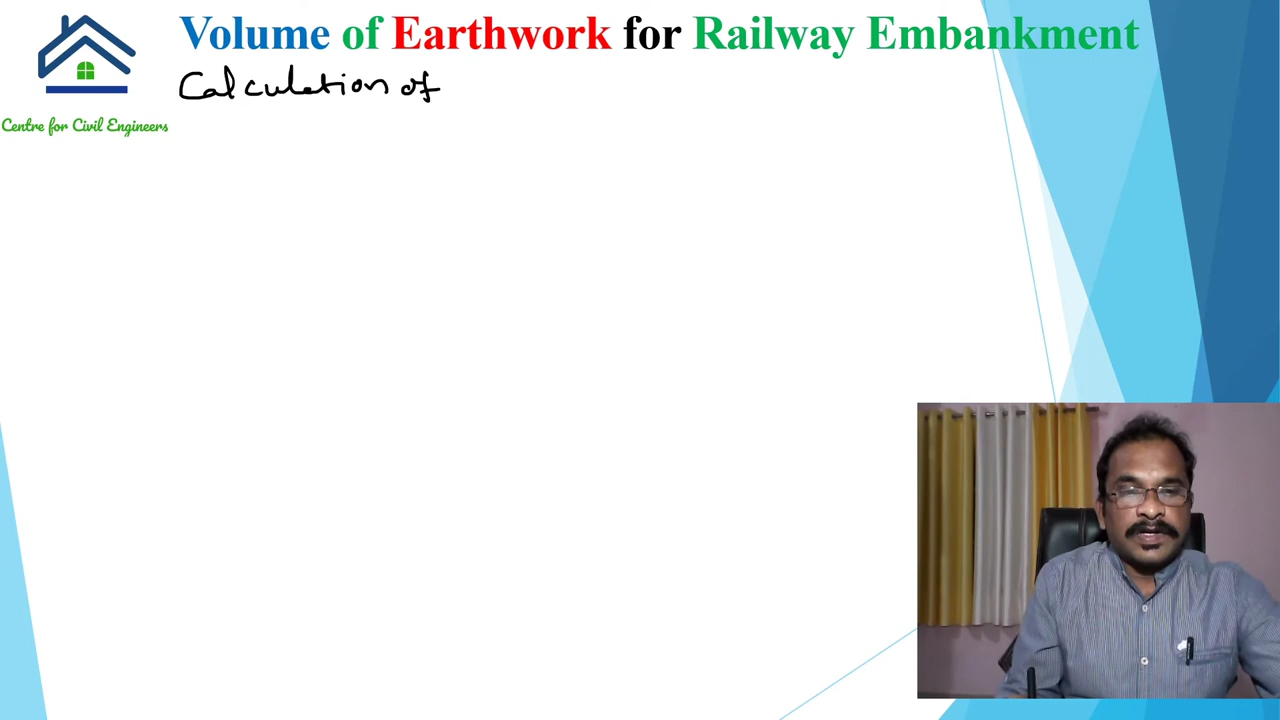 Volume of Earthwork for Railway Embankment
Calculation of
Centre for Civil Engineers